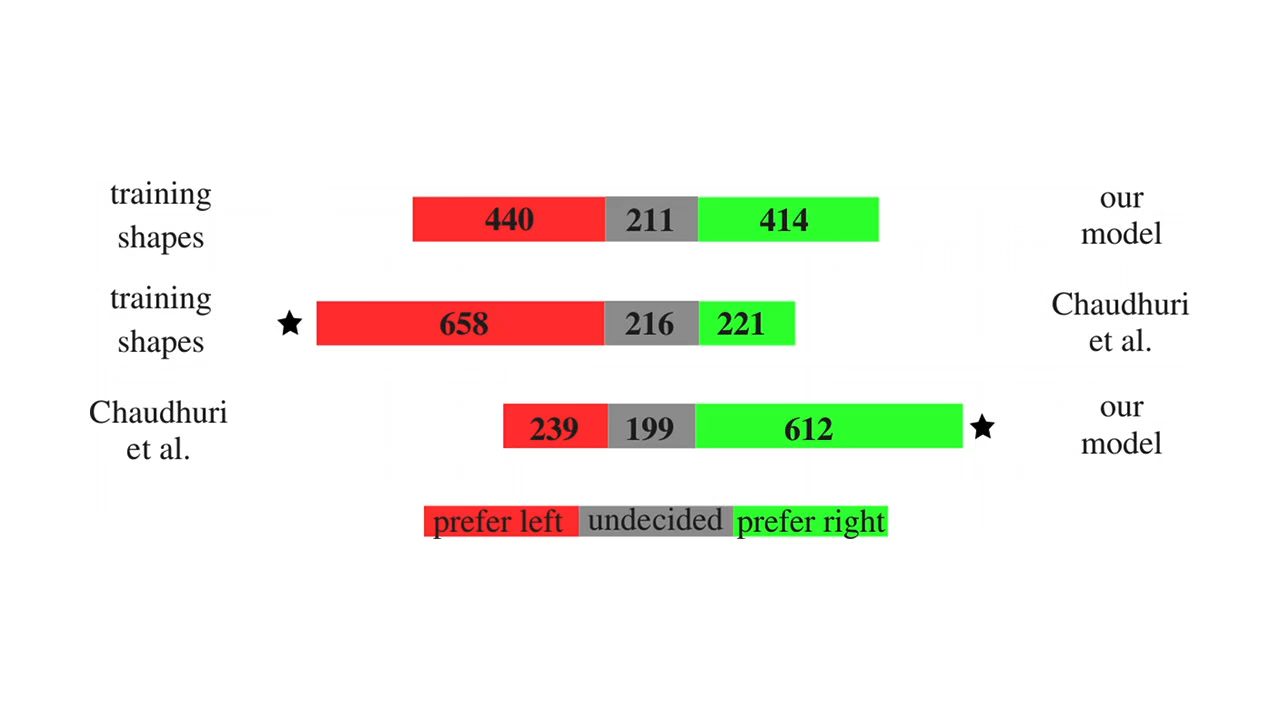 training
shapes
440 211 414
our
model
training
shapes
658 216 221
Chaudhuri
et al.
Chaudhuri
et al.
239 199 612
our
model
prefer left undecided prefer right